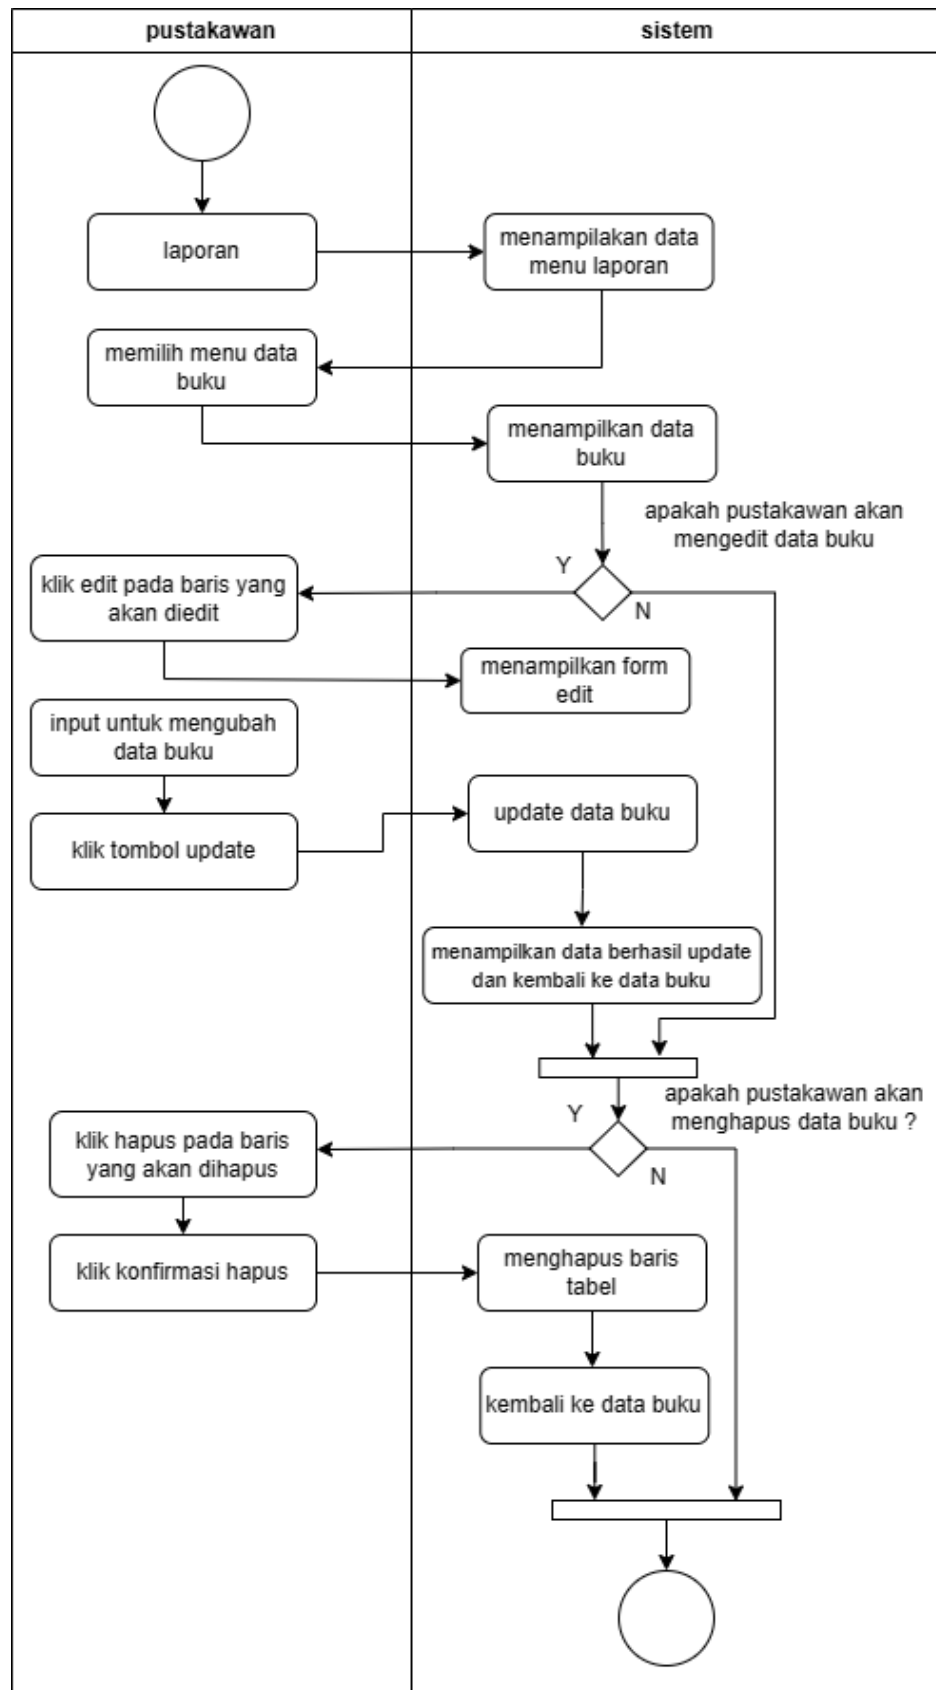 pustakawan
sistem
laporan
menampilakan data
menu laporan
memilih menu data
buku
menampilkan data
buku
apakah pustakawan akan
mengedit data buku
Y
N
klik edit pada baris yang
akan diedit
menampilkan form
edit
input untuk mengubah
data buku
klik tombol update
update data buku
menampilkan data berhasil update
dan kembali ke data buku
apakah pustakawan akan
menghapus data buku ?
Y
N
klik hapus pada baris
yang akan dihapus
klik konfirmasi hapus
menghapus baris
tabel
kembali ke data buku